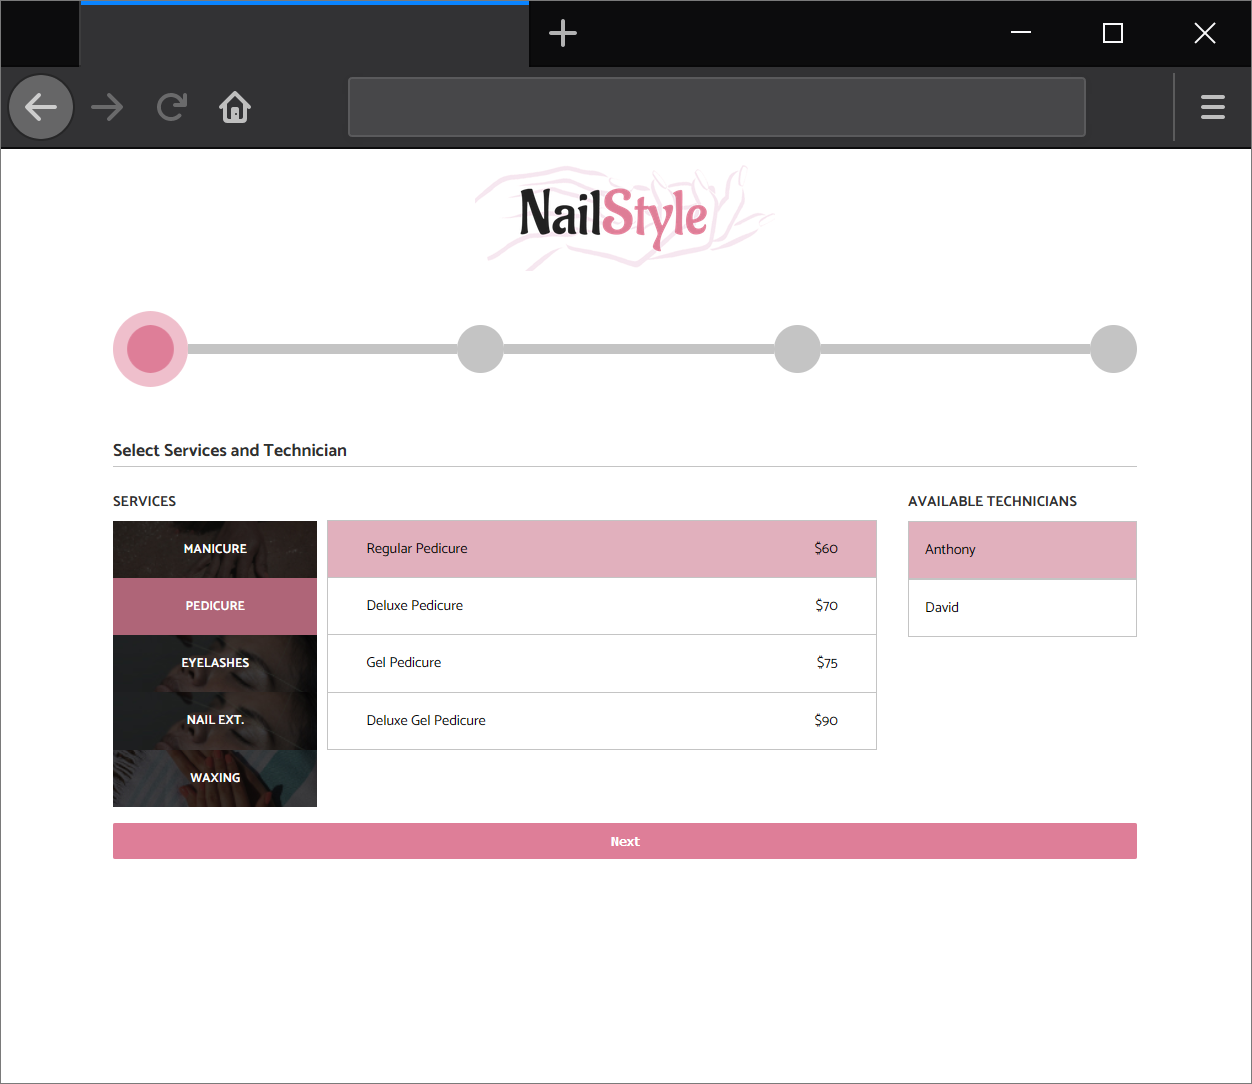 NailStyle
Select Services and Technician
SERVICES
MANICURE
PEDICURE
EYELASHES
NAIL EXT.
WAXING
Regular Pedicure $60
Deluxe Pedicure $70
Gel Pedicure $75
Deluxe Gel Pedicure $90
AVAILABLE TECHNICIANS
Anthony
David
Next